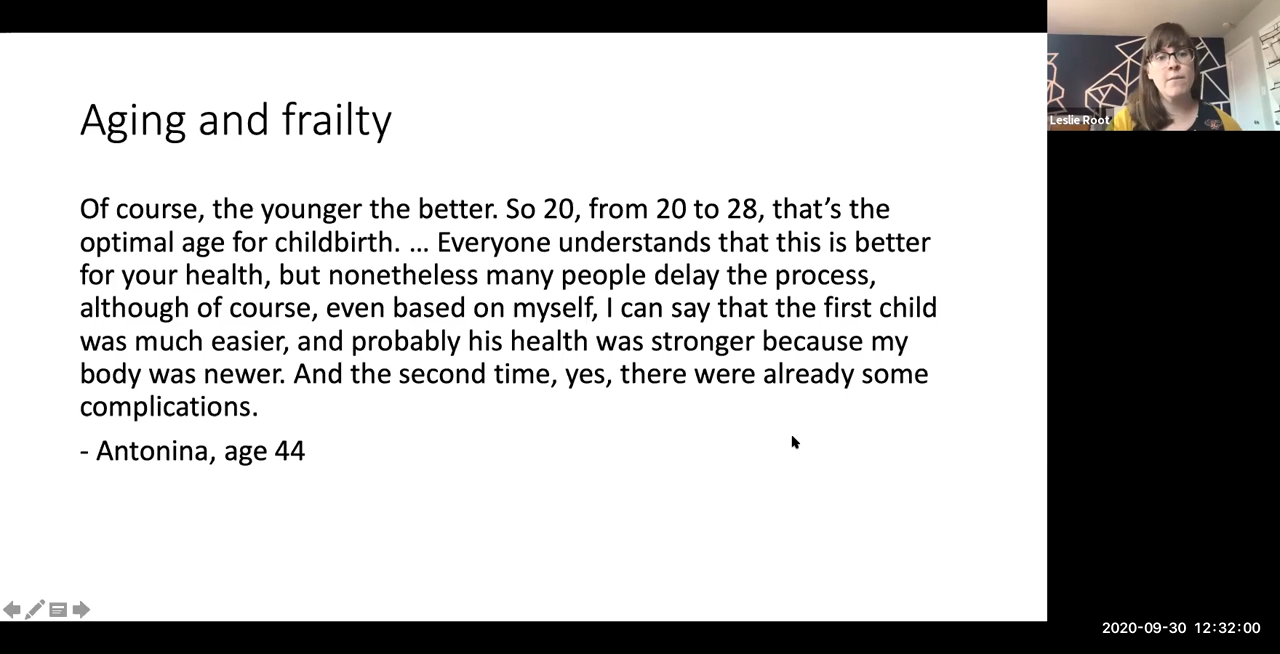 Aging and frailty
Of course, the younger the better. So 20, from 20 to 28, that’s the
optimal age for childbirth. … Everyone understands that this is better
for your health, but nonetheless many people delay the process,
although of course, even based on myself, I can say that the first child
was much easier, and probably his health was stronger because my
body was newer. And the second time, yes, there were already some
complications.
- Antonina, age 44
Leslie Root
2020-09-30 12:32:00